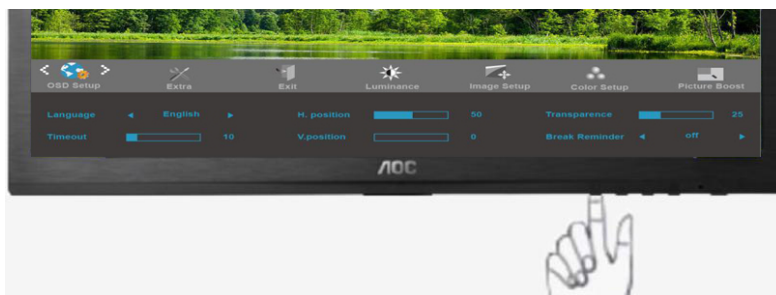 < >
OSD Setup Extra Exit Luminance Image Setup Color Setup Picture Boost
Language English H. position 50 Transparence 25
Timeout 10 V.position 0 Break Reminder off
AOC